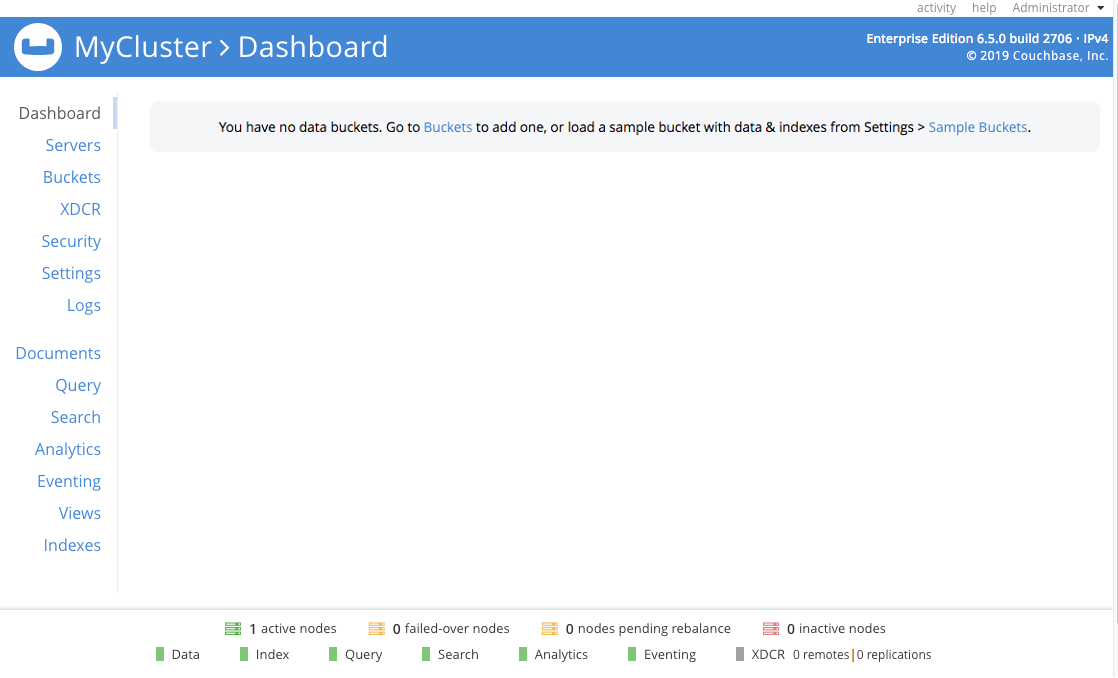 activity help Administrator
MyCluster > Dashboard
Enterprise Edition 6.5.0 build 2706 · IPv4
© 2019 Couchbase, Inc.
Dashboard
Servers
Buckets
XDCR
Security
Settings
Logs
Documents
Query
Search
Analytics
Eventing
Views
Indexes
You have no data buckets. Go to Buckets to add one, or load a sample bucket with data & indexes from Settings > Sample Buckets.
1 active nodes 0 failed-over nodes 0 nodes pending rebalance 0 inactive nodes
Data Index Query Search Analytics Eventing XDCR 0 remotes|0 replications